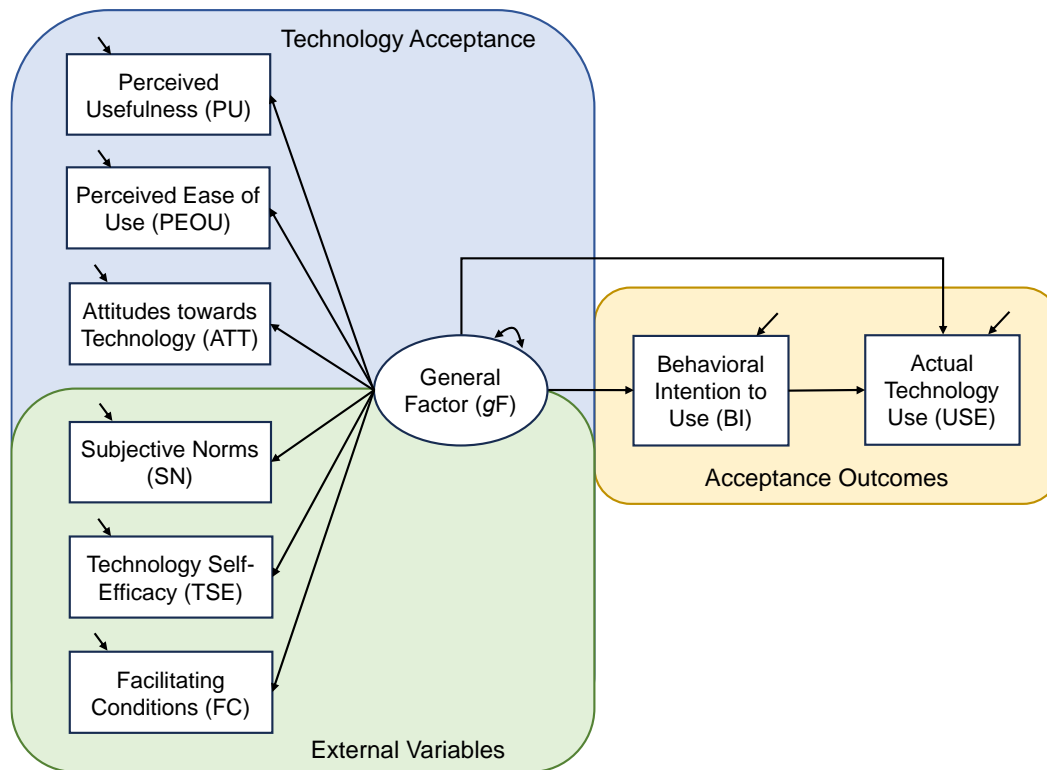 Technology Acceptance
Perceived
Usefulness (PU)
Perceived Ease of
Use (PEOU)
Attitudes towards
Technology (ATT)
General
Factor (gF)
Behavioral
Intention to
Use (BI)
Actual
Technology
Use (USE)
Acceptance Outcomes
Subjective Norms
(SN)
Technology Self-
Efficacy (TSE)
Facilitating
Conditions (FC)
External Variables